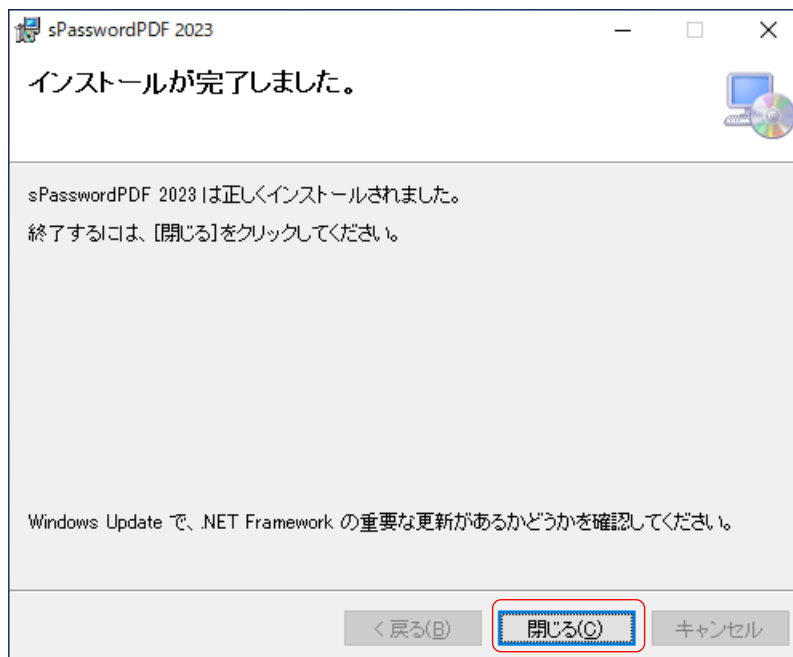 sPasswordPDF 2023
インストールが完了しました。
sPasswordPDF 2023 は正しくインストールされました。
終了するには、[閉じる]をクリックしてください。
Windows Update で、.NET Framework の重要な更新があるかどうかを確認してください。
< 戻る(B) 閉じる(C) キャンセル